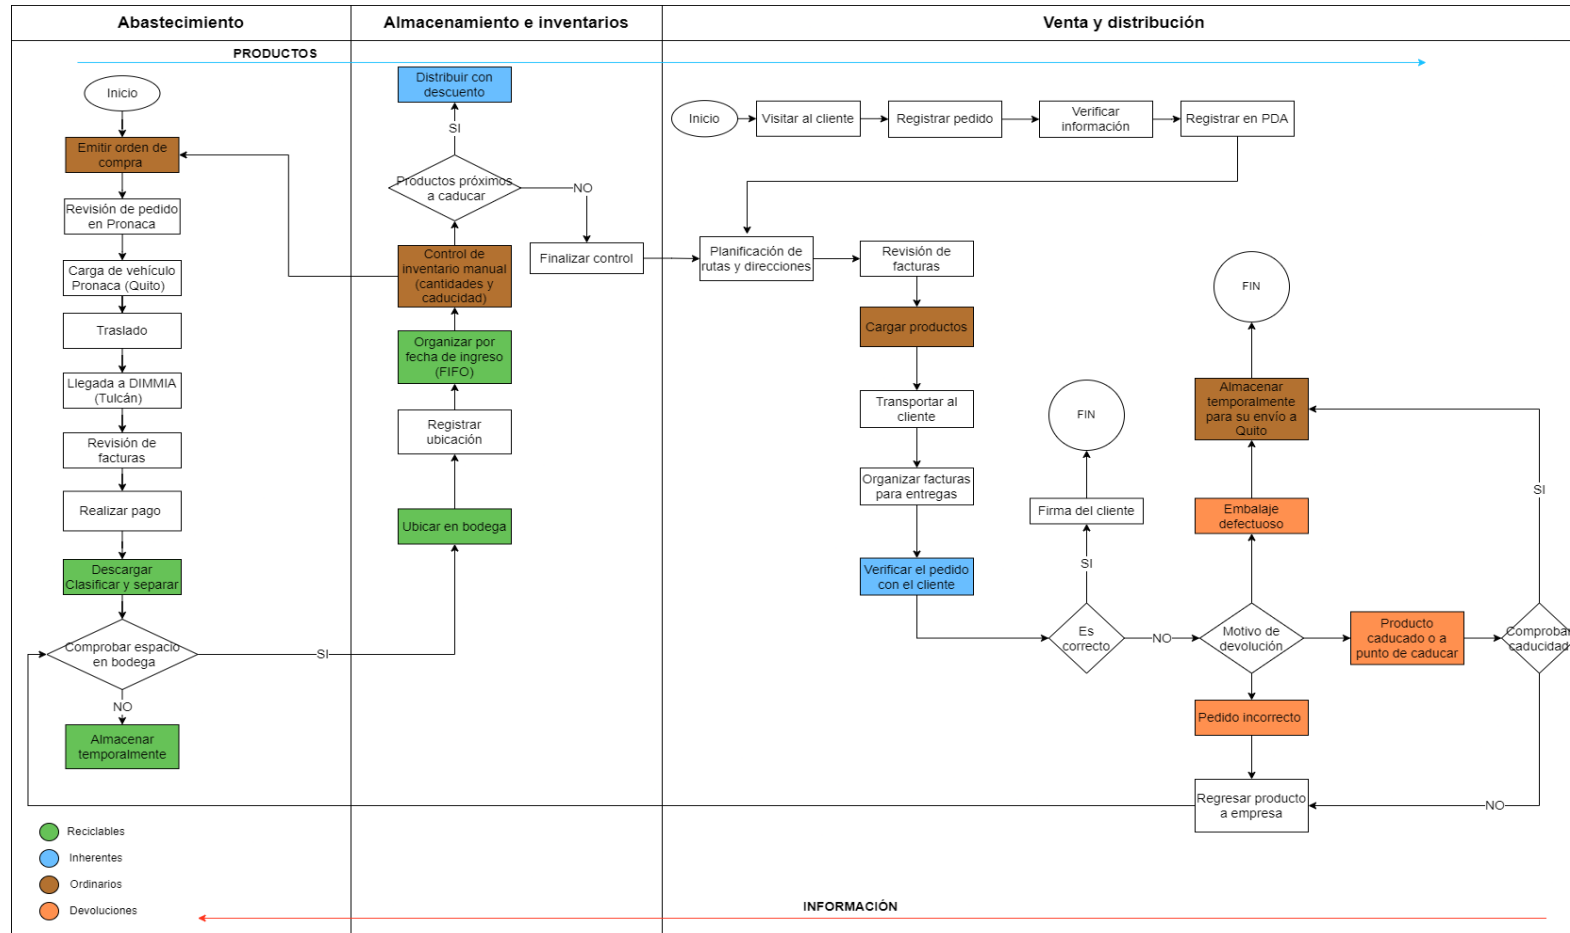 Abastecimiento
Almacenamiento e inventarios
Venta y distribución
PRODUCTOS
Inicio
Emitir orden de
compra
Revisión de pedido
en Pronaca
Carga de vehículo
Pronaca (Quito)
Traslado
Llegada a DIMMIA
(Tulcán)
Revisión de
facturas
Realizar pago
Descargar
Clasificar y separar
Comprobar espacio
en bodega
SI
NO
Almacenar
temporalmente
Distribuir con
descuento
SI
Productos próximos
a caducar
NO
Finalizar control
Control de
inventario manual
(cantidades y
caducidad)
Organizar por
fecha de ingreso
(FIFO)
Registrar
ubicación
Ubicar en bodega
Inicio
Visitar al cliente
Registrar pedido
Verificar
información
Registrar en PDA
Planificación de
rutas y direcciones
Revisión de
facturas
Cargar productos
Transportar al
cliente
Organizar facturas
para entregas
Verificar el pedido
con el cliente
FIN
Firma del cliente
SI
Es
correcto
NO
Motivo de
devolución
FIN
Almacenar
temporalmente
para su envío a
Quito
Embalaje
defectuoso
Producto
caducado o a
punto de caducar
Comprobar
caducidad
SI
NO
Pedido incorrecto
Regresar producto
a empresa
Reciclables
Inherentes
Ordinarios
Devoluciones
INFORMACIÓN